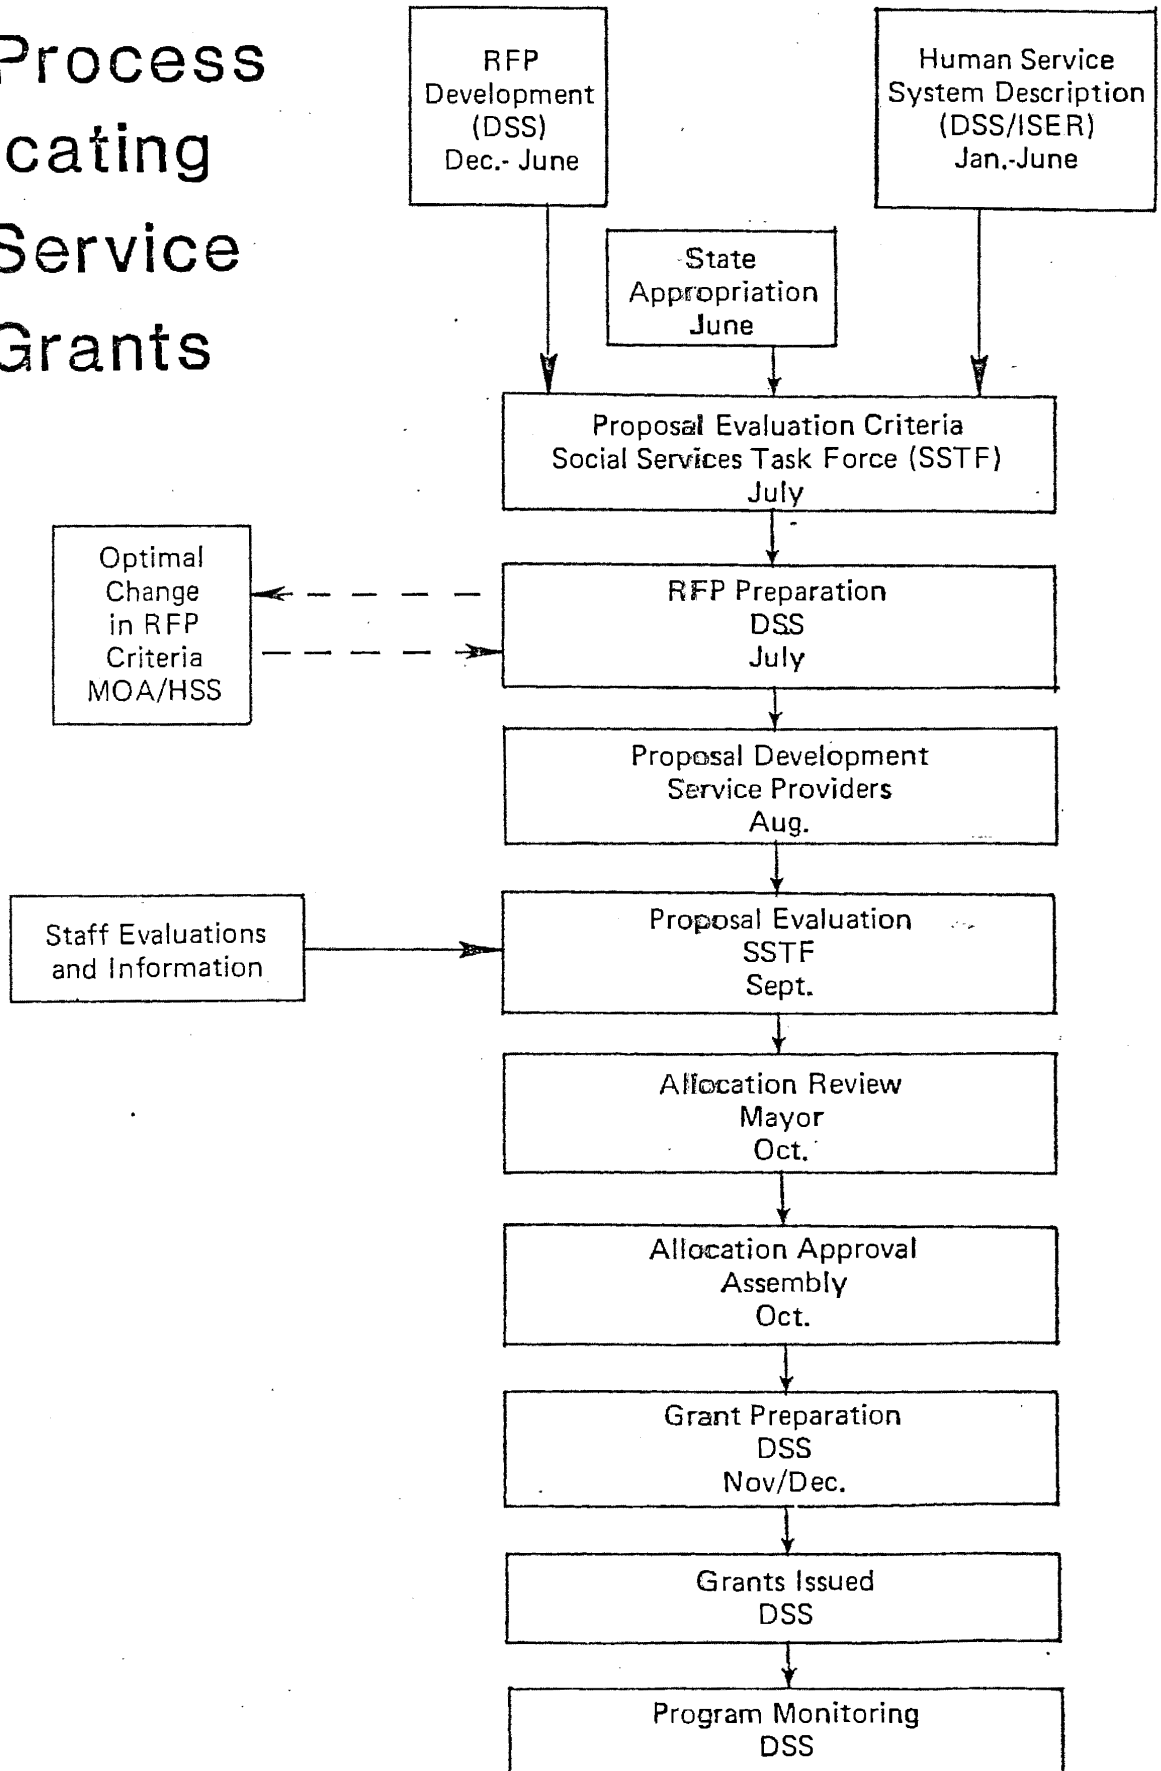 Process
cating
Service
Grants
RFP
Development
(DSS)
Dec.- June
Human Service
System Description
(DSS/ISER)
Jan.-June
State
Appropriation
June
Proposal Evaluation Criteria
Social Services Task Force (SSTF)
July
Optimal
Change
in RFP
Criteria
MOA/HSS
RFP Preparation
DSS
July
Proposal Development
Service Providers
Aug.
Staff Evaluations
and Information
Proposal Evaluation
SSTF
Sept.
Allocation Review
Mayor
Oct.
Allocation Approval
Assembly
Oct.
Grant Preparation
DSS
Nov/Dec.
Grants Issued
DSS
Program Monitoring
DSS